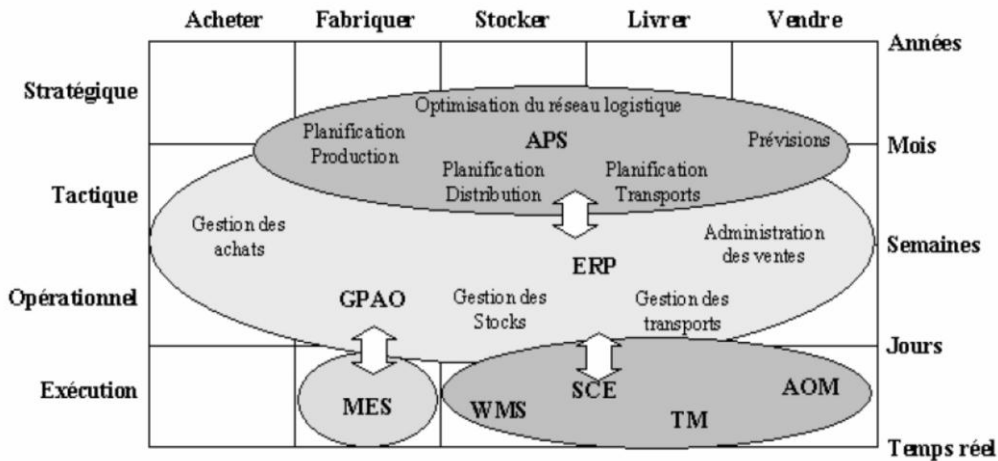 Acheter Fabriquer Stocker Livrer Vendre
Années
Stratégique
Optimisation du réseau logistique
Planification
Production
APS
Prévisions
Mois
Planification
Distribution
Planification
Transports
Tactique
Gestion des
achats
Administration
des ventes
Semaines
ERP
Opérationnel
GPAO
Gestion des
Stocks
Gestion des
transports
Jours
Exécution
MES
WMS
SCE
TM
AOM
Temps réel